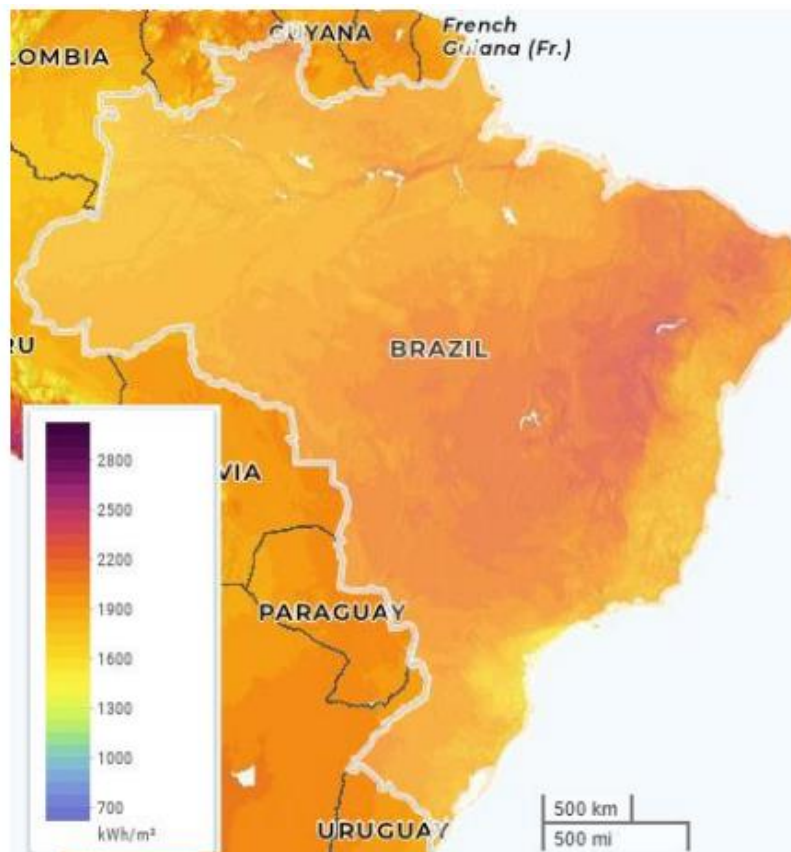 GUYANA
French
Guiana (Fr.)
LOMBIA
RU
BRAZIL
VIA
PARAGUAY
URUGUAY
2800
2500
2200
1900
1600
1300
1000
700
kWh/m²
500 km
500 mi